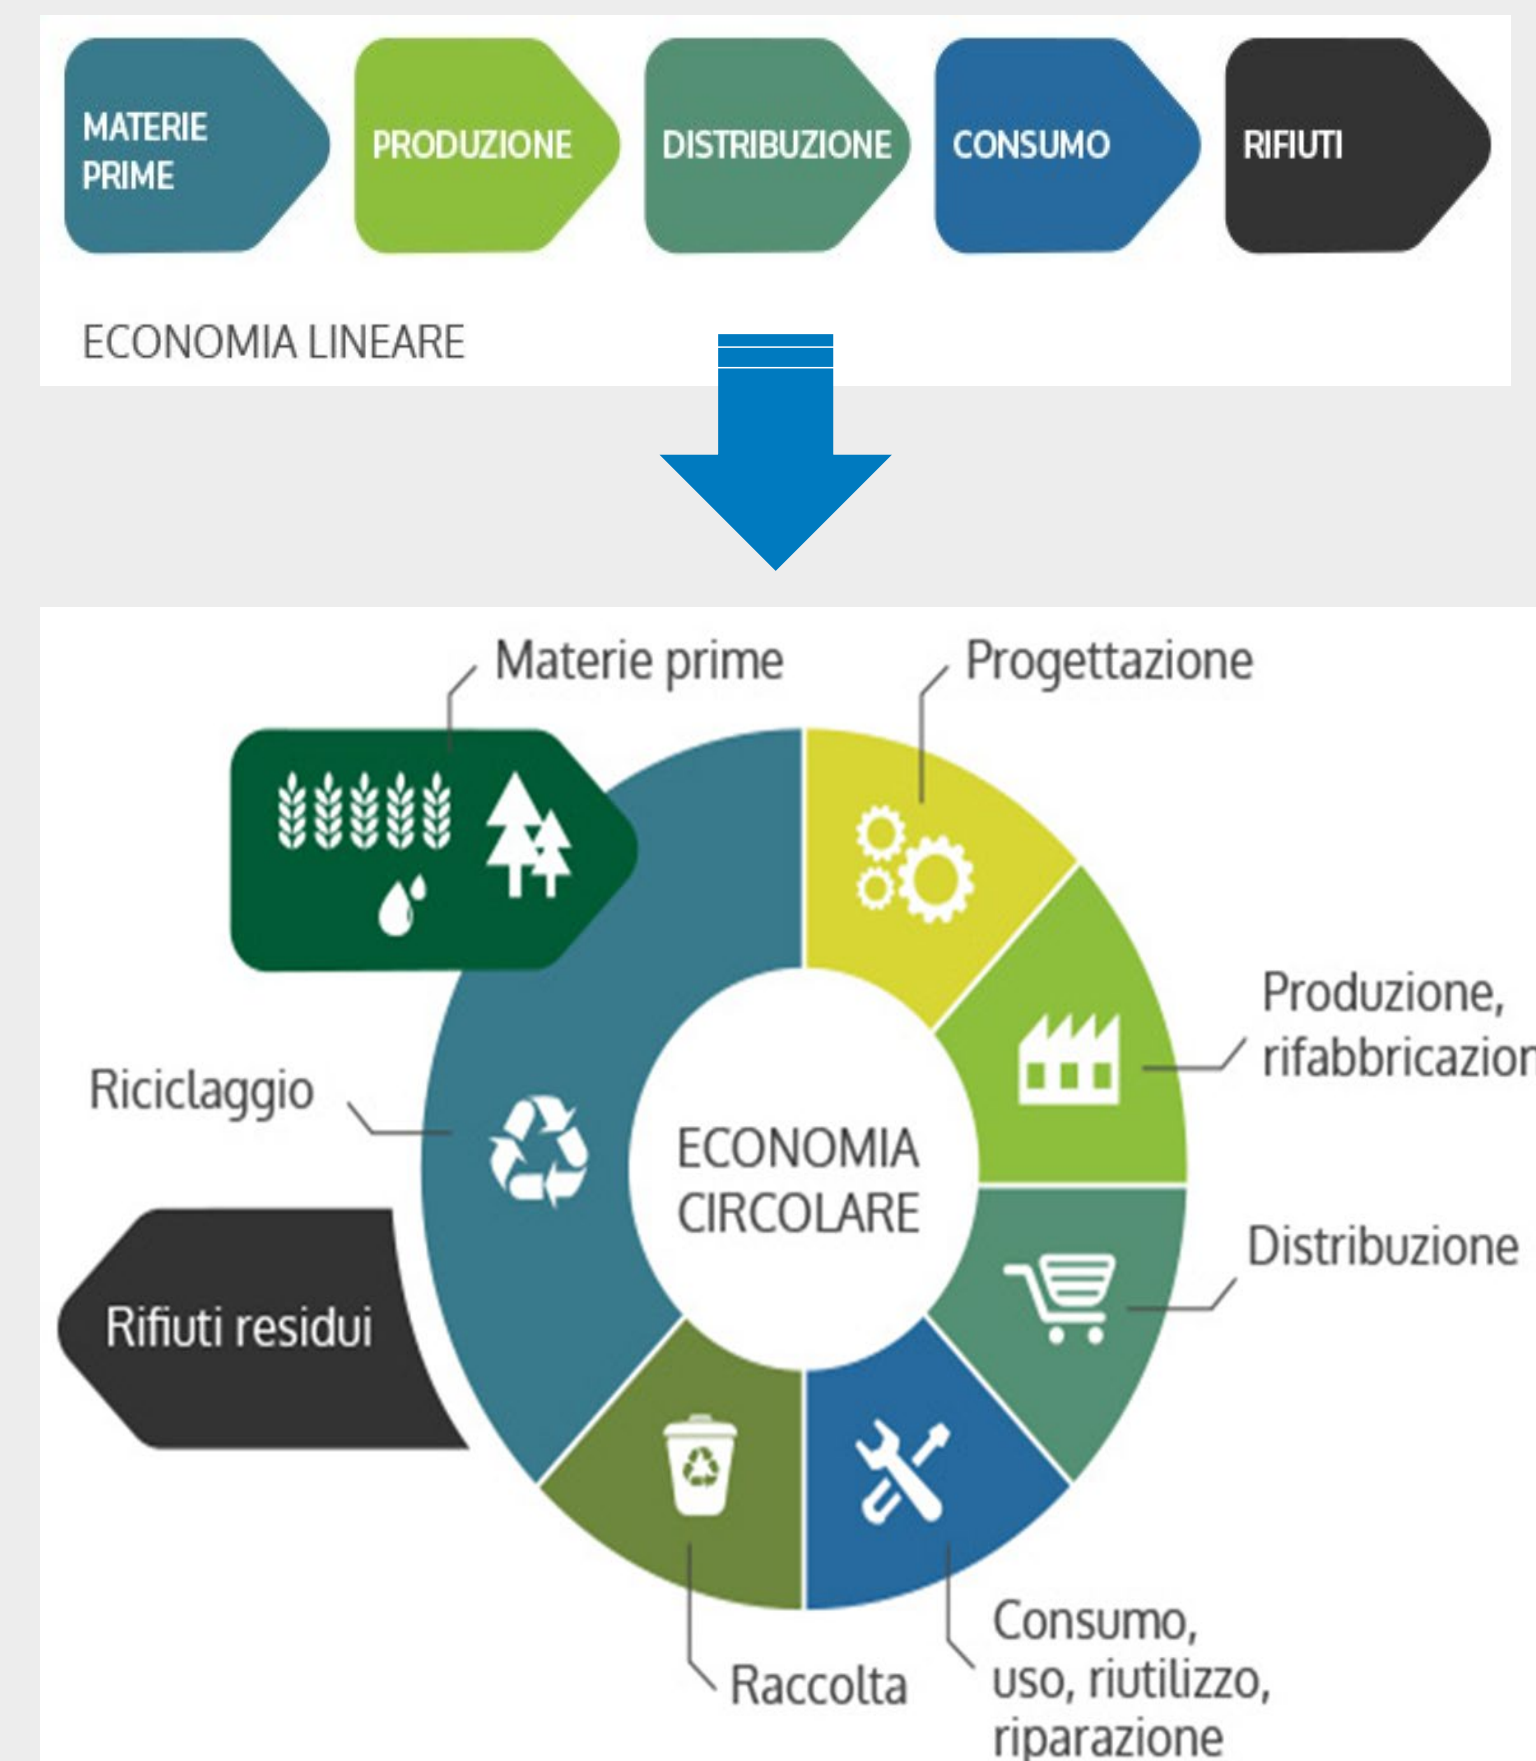 MATERIE
PRIME
PRODUZIONE
DISTRIBUZIONE
CONSUMO
RIFIUTI
ECONOMIA LINEARE
Materie prime
Progettazione
Produzione,
rifabbricazion
Riciclaggio
ECONOMIA
CIRCOLARE
Distribuzione
Rifiuti residui
Consumo,
uso, riutilizzo,
riparazione
Raccolta